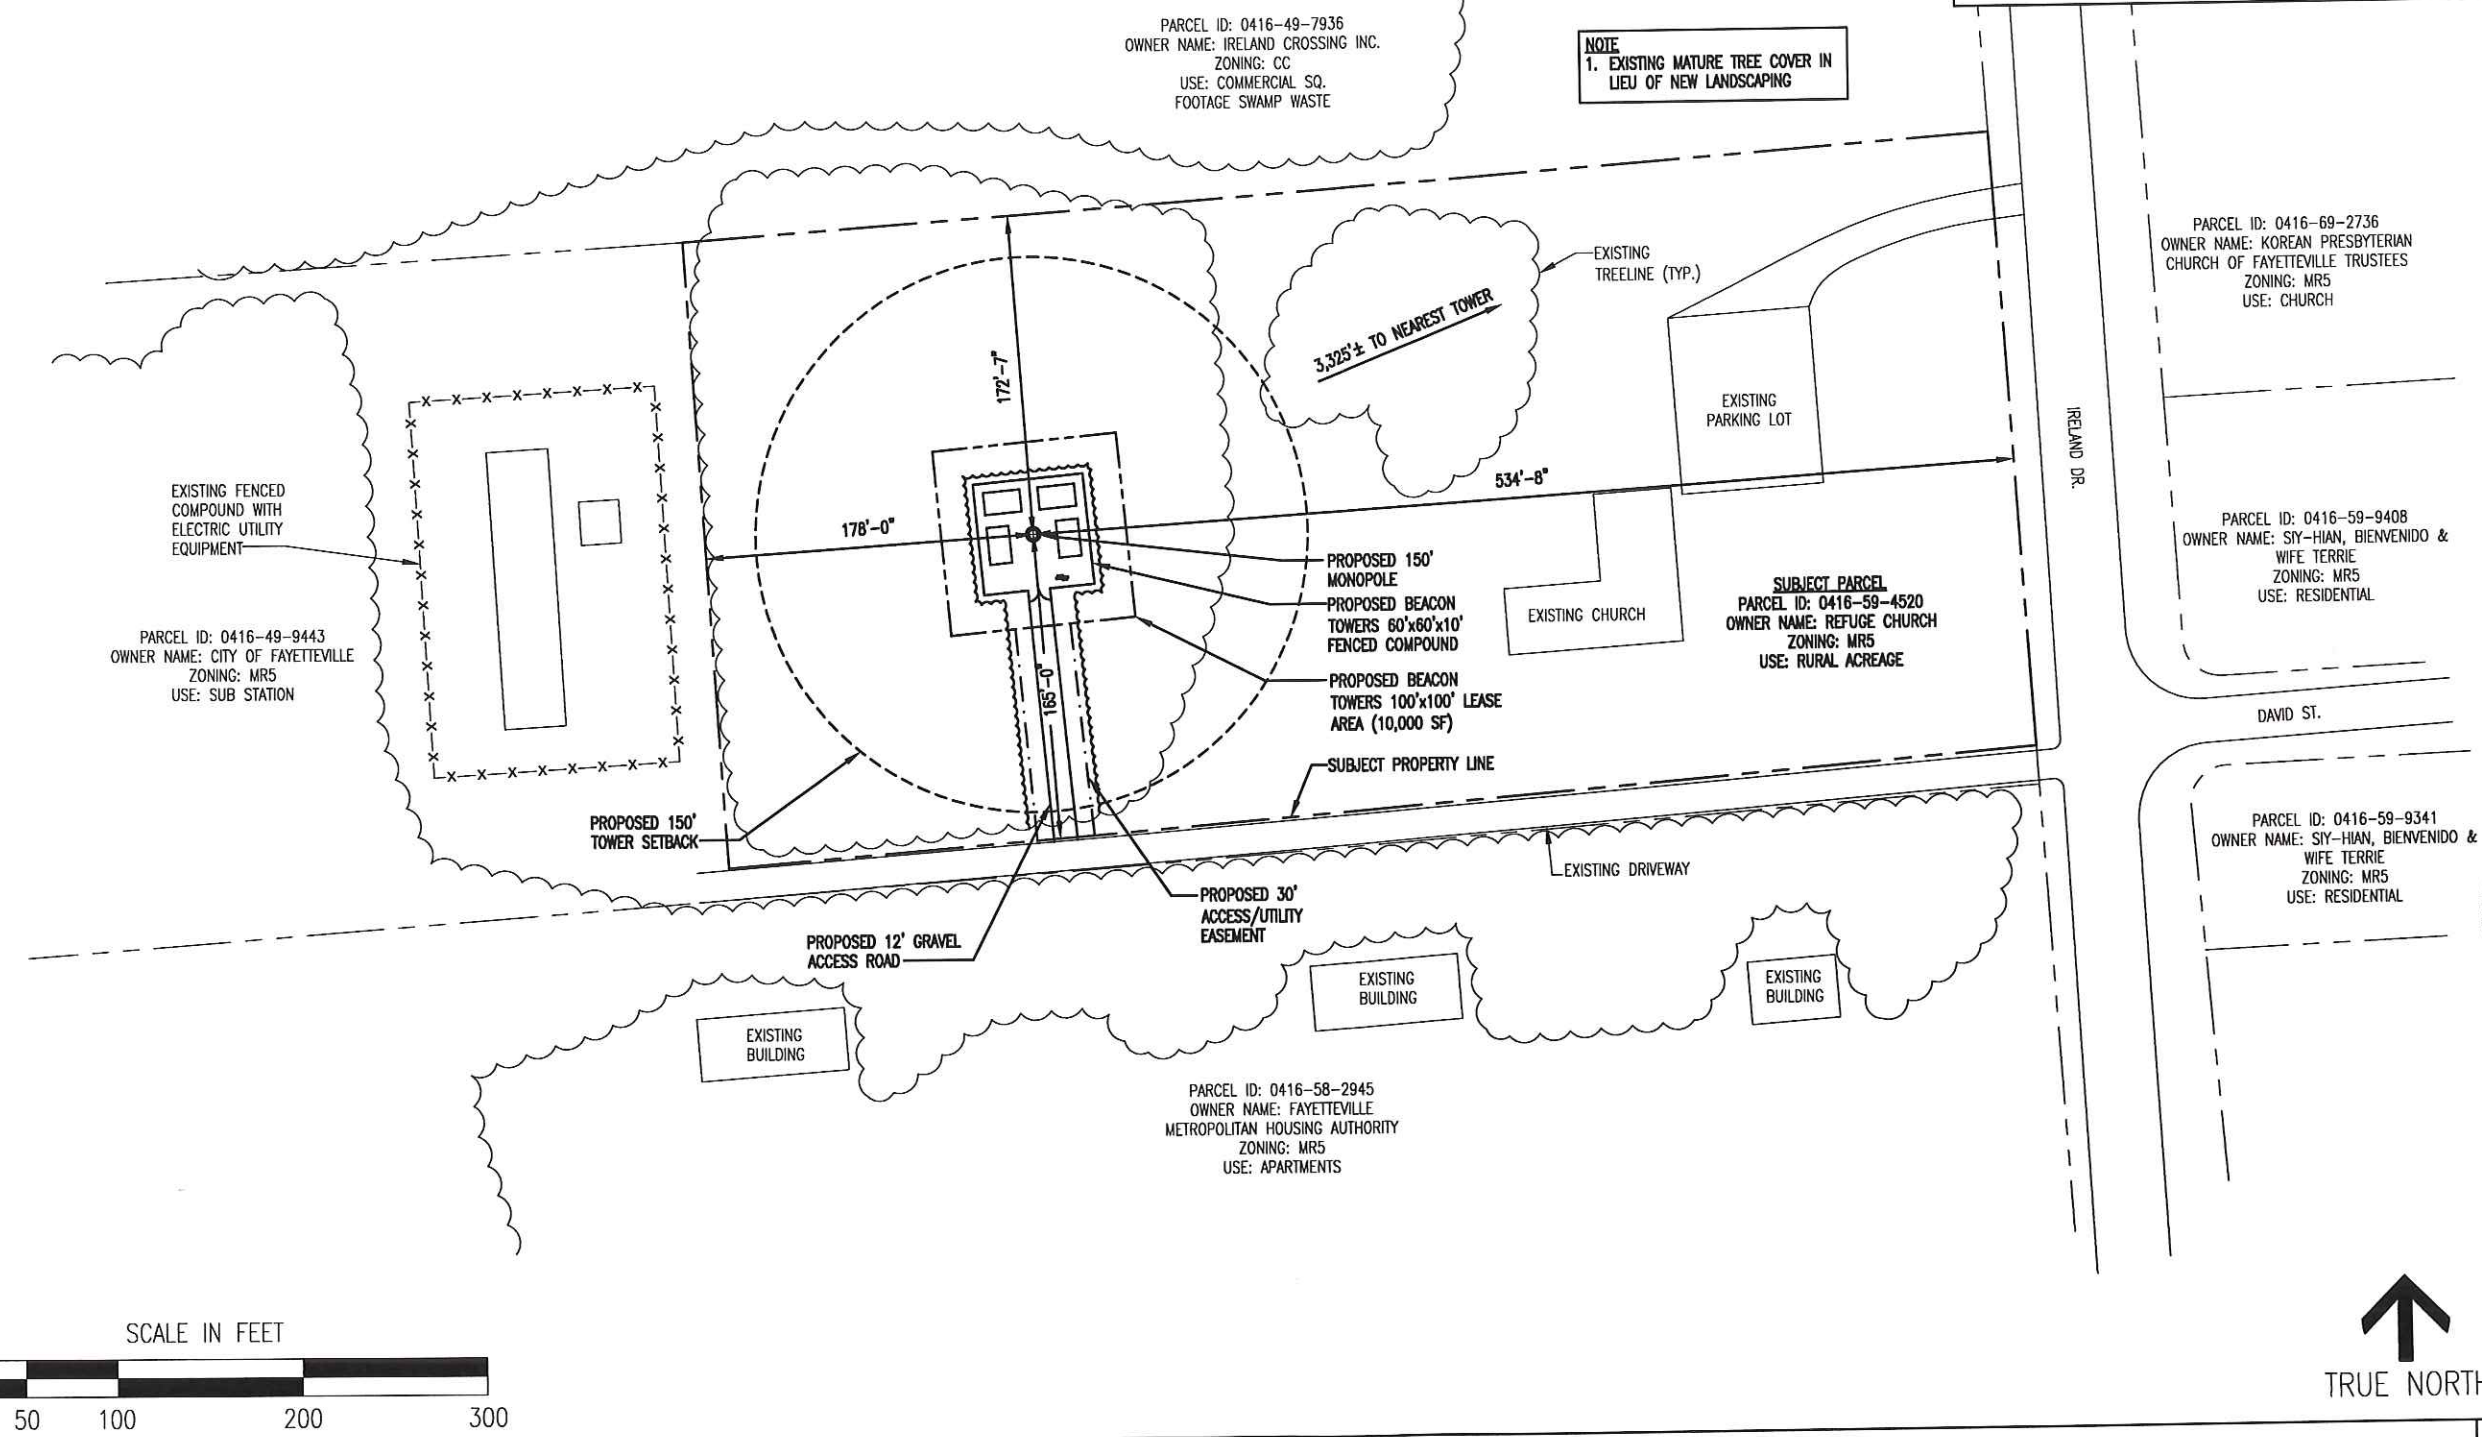 PARCEL ID: 0416-49-7936
OWNER NAME: IRELAND CROSSING INC.
ZONING: CC
USE: COMMERCIAL SQ.
FOOTAGE SWAMP WASTE
NOTE
1. EXISTING MATURE TREE COVER IN
LIEU OF NEW LANDSCAPING
PARCEL ID: 0416-69-2736
OWNER NAME: KOREAN PRESBYTERIAN
CHURCH OF FAYETTEVILLE TRUSTEES
ZONING: MR5
USE: CHURCH
EXISTING
TREELINE (TYP.)
3,325'± TO NEAREST TOWER
172'-7"
EXISTING
PARKING LOT
IRELAND DR.
534'-8"
178'-0"
EXISTING FENCED
COMPOUND WITH
ELECTRIC UTILITY
EQUIPMENT
PARCEL ID: 0416-59-9408
OWNER NAME: SIY-HIAN, BIENVENIDO &
WIFE TERRIE
ZONING: MR5
USE: RESIDENTIAL
PROPOSED 150'
MONOPOLE
PROPOSED BEACON
TOWERS 60'x60'x10'
FENCED COMPOUND
EXISTING CHURCH
SUBJECT PARCEL
PARCEL ID: 0416-59-4520
OWNER NAME: REFUGE CHURCH
ZONING: MR5
USE: RURAL ACREAGE
PARCEL ID: 0416-49-9443
OWNER NAME: CITY OF FAYETTEVILLE
ZONING: MR5
USE: SUB STATION
165'-0"
PROPOSED BEACON
TOWERS 100'x100' LEASE
AREA (10,000 SF)
DAVID ST.
SUBJECT PROPERTY LINE
PROPOSED 150'
TOWER SETBACK
PARCEL ID: 0416-59-9341
OWNER NAME: SIY-HIAN, BIENVENIDO &
WIFE TERRIE
ZONING: MR5
USE: RESIDENTIAL
EXISTING DRIVEWAY
PROPOSED 30'
ACCESS/UTILITY
EASEMENT
PROPOSED 12' GRAVEL
ACCESS ROAD
EXISTING
BUILDING
EXISTING
BUILDING
EXISTING
BUILDING
PARCEL ID: 0416-58-2945
OWNER NAME: FAYETTEVILLE
METROPOLITAN HOUSING AUTHORITY
ZONING: MR5
USE: APARTMENTS
SCALE IN FEET
50 100 200 300
TRUE NORTH